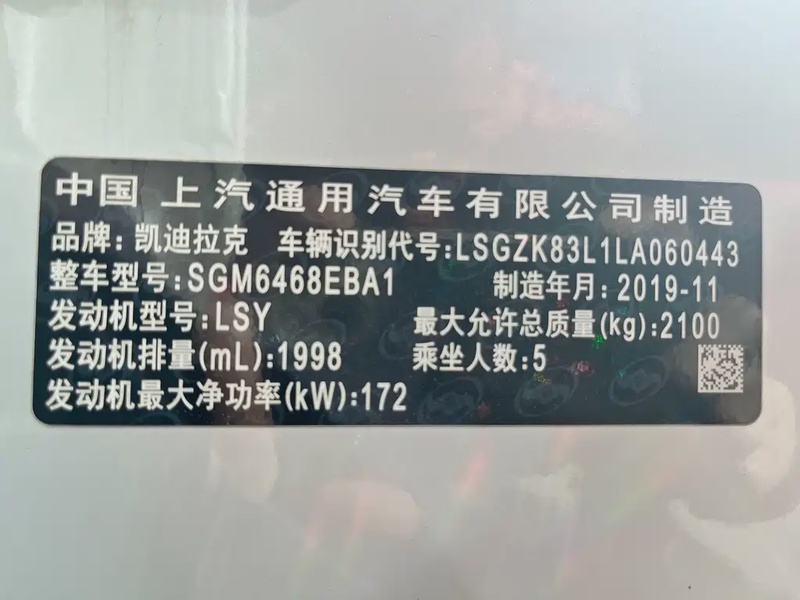 中国 上汽通用汽车有限公司制造
品牌: 凯迪拉克 车辆识别代号:LSGZK83L1LA060443
整车型号:SGM6468EBA1 制造年月: 2019-11
发动机型号:LSY 最大允许总质量(kg):2100
发动机排量(mL):1998 乘坐人数:5
发动机最大净功率(kW):172